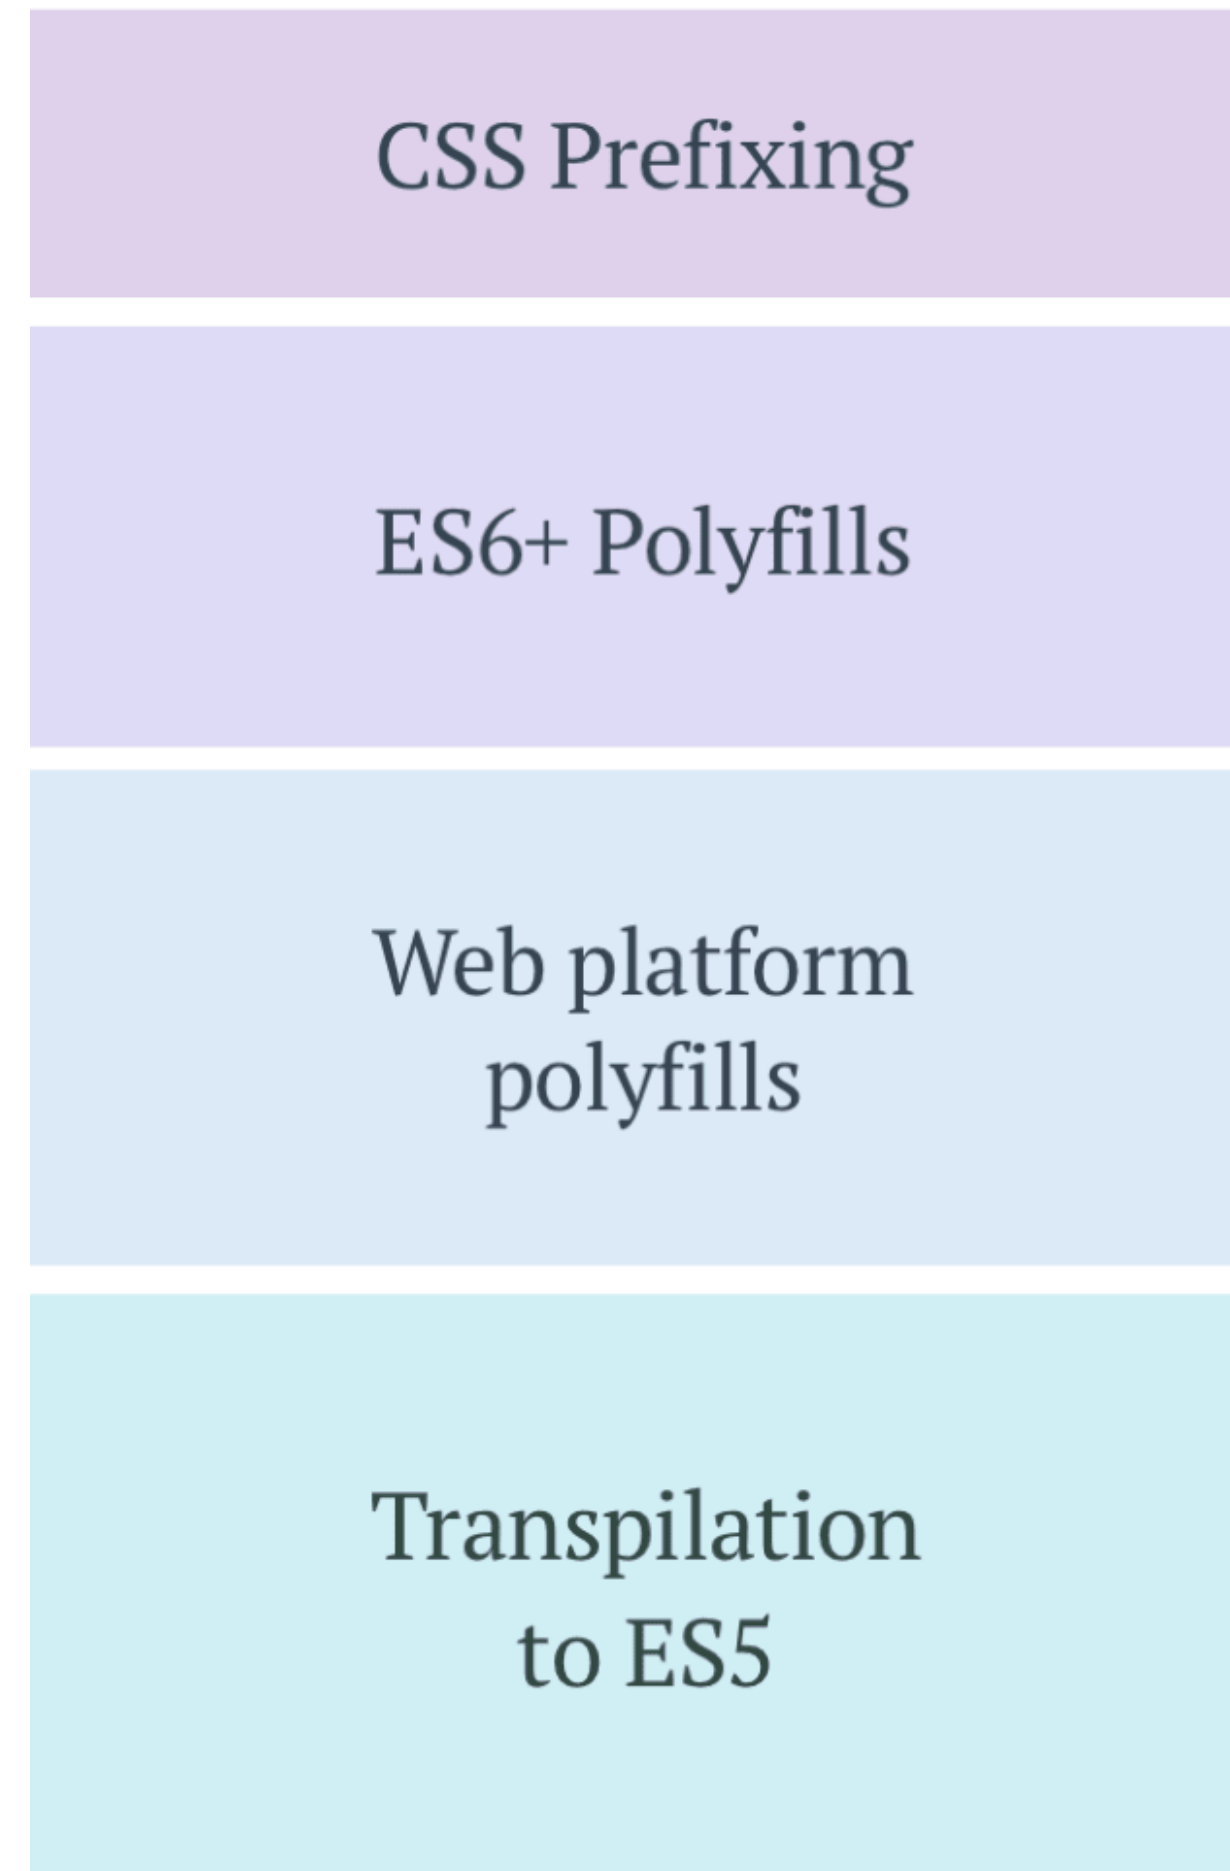 CSS Prefixing
ES6+ Polyfills
Web platform
polyfills
Transpilation
to ES5